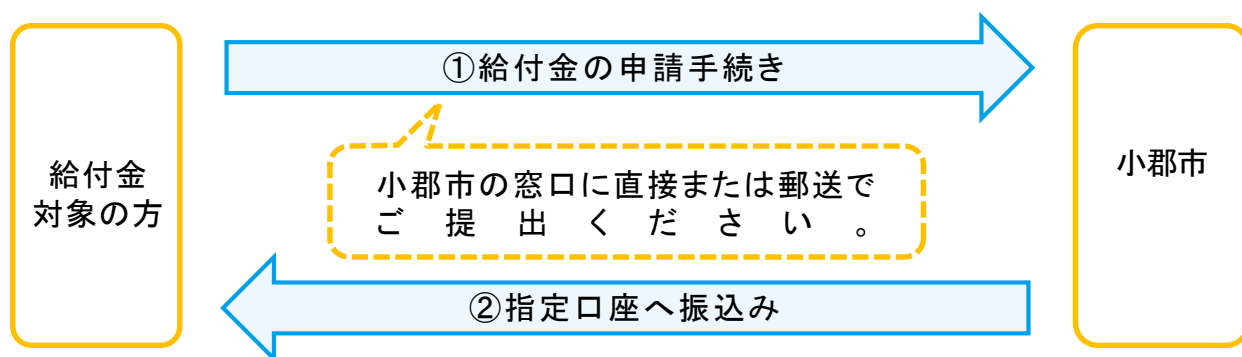 ①給付金の申請手続き
給付金
対象の方
小郡市の窓口に直接または郵送で
ご提出ください。
小郡市
②指定口座へ振込み